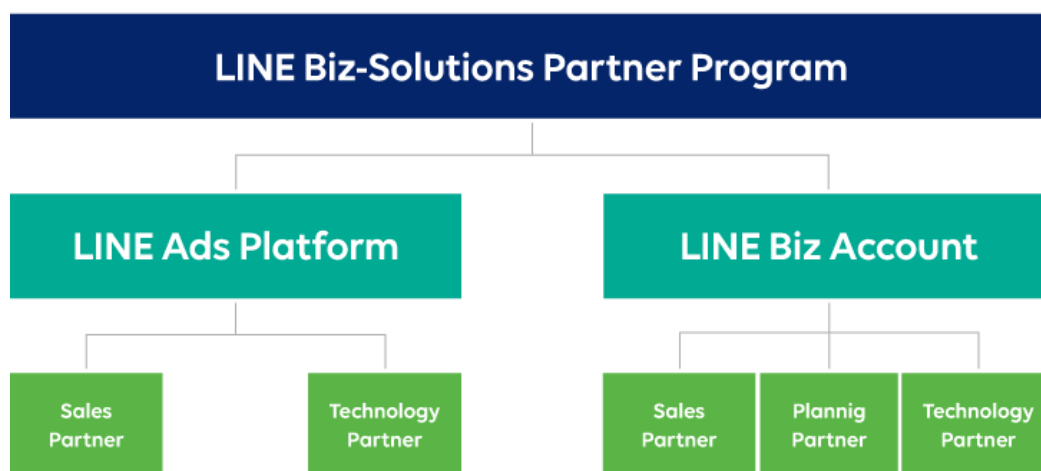 LINE Biz-Solutions Partner Program
LINE Ads Platform
LINE Biz Account
Sales
Partner
Technology
Partner
Sales
Partner
Plannig
Partner
Technology
Partner